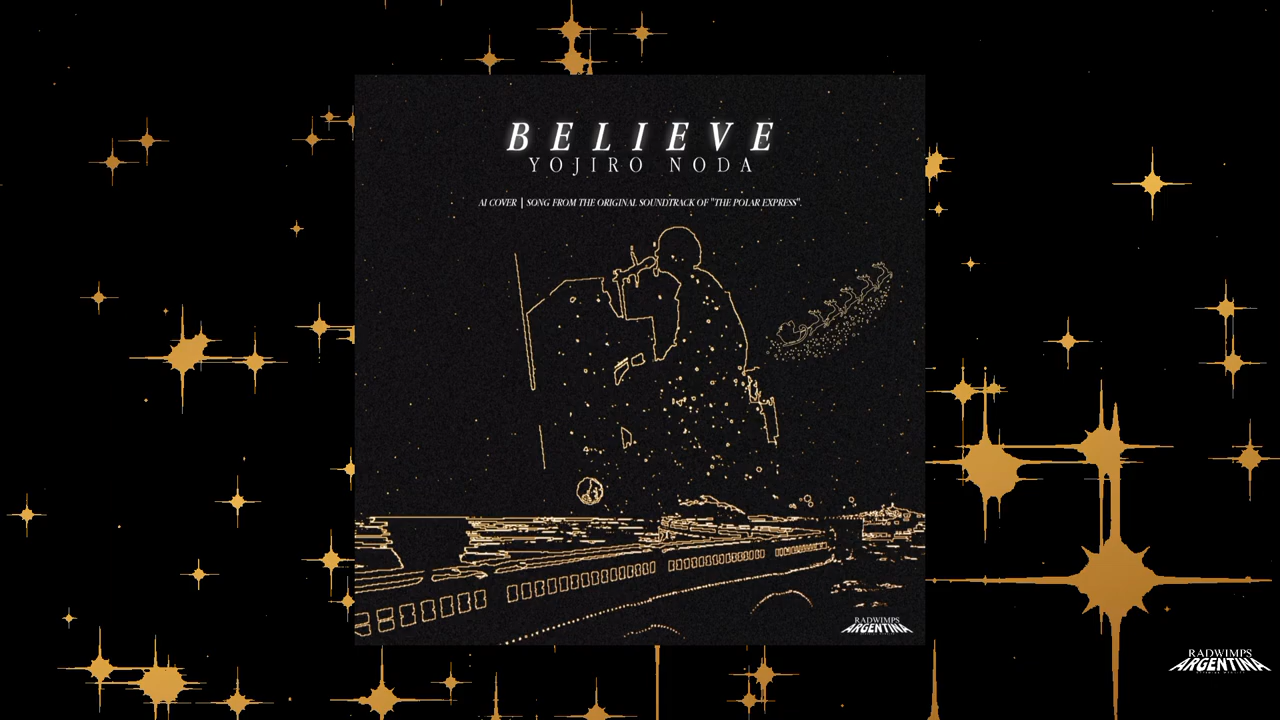 BELIEVE
YOJIRO NODA
AI COVER | SONG FROM THE ORIGINAL SOUNDTRACK OF "THE POLAR EXPRESS".
RADWIMPS
ARGENTINA
RADWIMPS
ARGENTINA